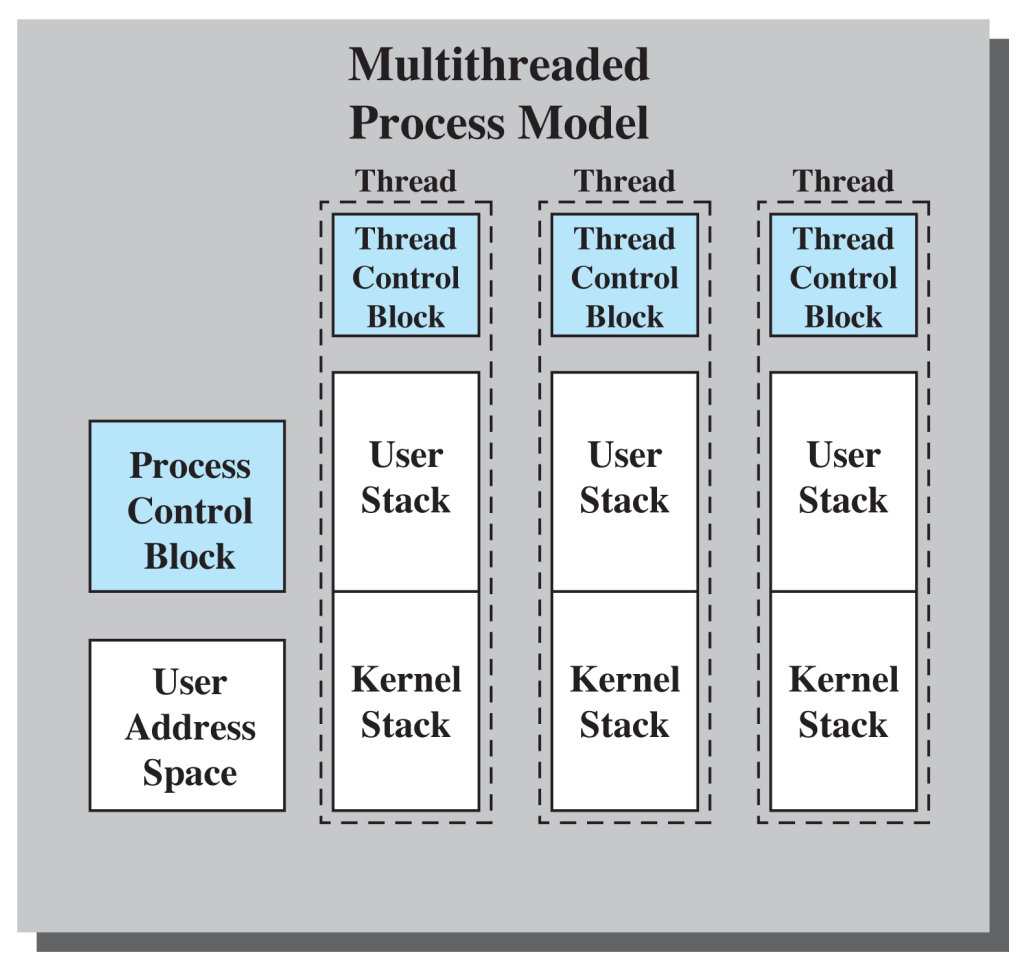 Multithreaded
Process Model
Thread
Thread
Control
Block
User
Stack
Kernel
Stack
Thread
Thread
Control
Block
User
Stack
Kernel
Stack
Thread
Thread
Control
Block
User
Stack
Kernel
Stack
Process
Control
Block
User
Address
Space